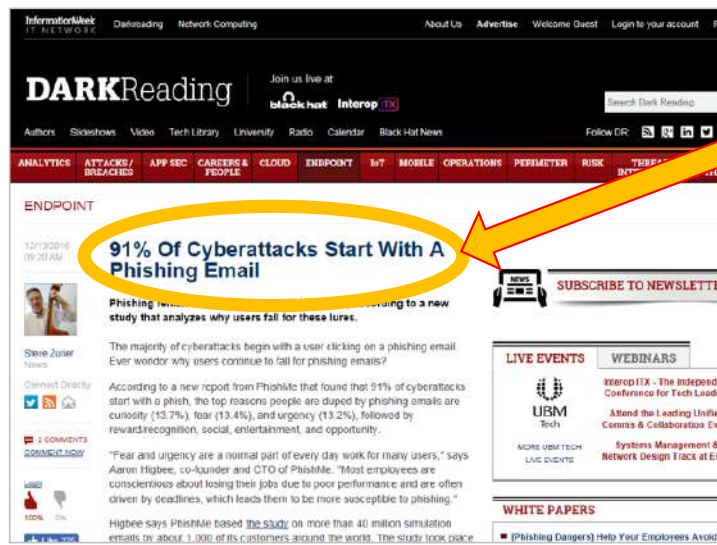 InformationWeek
IT NETWORK
Darkreading Network Computing
About Us Advertise Welcome Guest Login to your account
DARKReading
Join us live at
black hat Interop ITX
Search Dark Reading
Authors Slideshows Video Tech Library University Radio Calendar Black Hat News
Follow DR:
ANALYTICS ATTACKS / BREACHES APP SEC CAREERS & PEOPLE CLOUD ENDPOINT IoT MOBILE OPERATIONS PERIMETER RISK
ENDPOINT
12/13/2016
09:20 AM
91% Of Cyberattacks Start With A
Phishing Email
Phishing
according to a new
study that analyzes why users fall for these lures.
Steve Zurier
News
Connect Directly
2 COMMENTS
COMMENT NOW
100% 0%
The majority of cyberattacks begin with a user clicking on a phishing email.
Ever wondor why users continue to fall for phishing emails?
According to a new report from PhishMe that found that 91% of cyberattacks
start with a phish, the top reasons people are duped by phishing emails are
curiosity (13.7%), fear (13.4%), and urgency (13.2%), followed by
reward/recognition, social, entertainment, and opportunity.
"Fear and urgency are a normal part of every day work for many users," says
Aaron Higbee, co-founder and CTO of PhishMe. "Most employees are
conscientious about losing their jobs due to poor performance and are often
driven by deadlines, which leads them to be more susceptible to phishing."
Higbee says PhishMe based the study on more than 40 million simulation
emails by about 1,000 of its customers around the world. The study took place
NEWS
SUBSCRIBE TO NEWSLETTE
LIVE EVENTS WEBINARS
UBM
Tech
MORE UBM TECH
LIVE EVENTS
Interop ITX - The Independ
Conference for Tech Lead
Attend the Leading Unifie
Comms & Collaboration Ev
Systems Management &
Network Design Track at
WHITE PAPERS
[Phishing Dangers] Help Your Employees Avoid